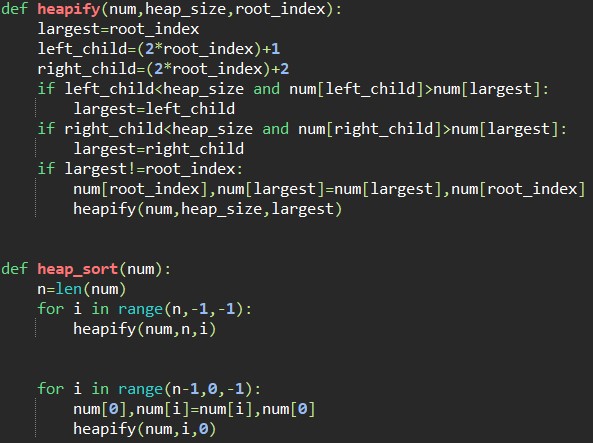 def heapify(num,heap_size,root_index):
    largest=root_index
    left_child=(2*root_index)+1
    right_child=(2*root_index)+2
    if left_child<heap_size and num[left_child]>num[largest]:
        largest=left_child
    if right_child<heap_size and num[right_child]>num[largest]:
        largest=right_child
    if largest!=root_index:
        num[root_index],num[largest]=num[largest],num[root_index]
        heapify(num,heap_size,largest)
def heap_sort(num):
    n=len(num)
    for i in range(n,-1,-1):
        heapify(num,n,i)
    for i in range(n-1,0,-1):
        num[0],num[i]=num[i],num[0]
        heapify(num,i,0)